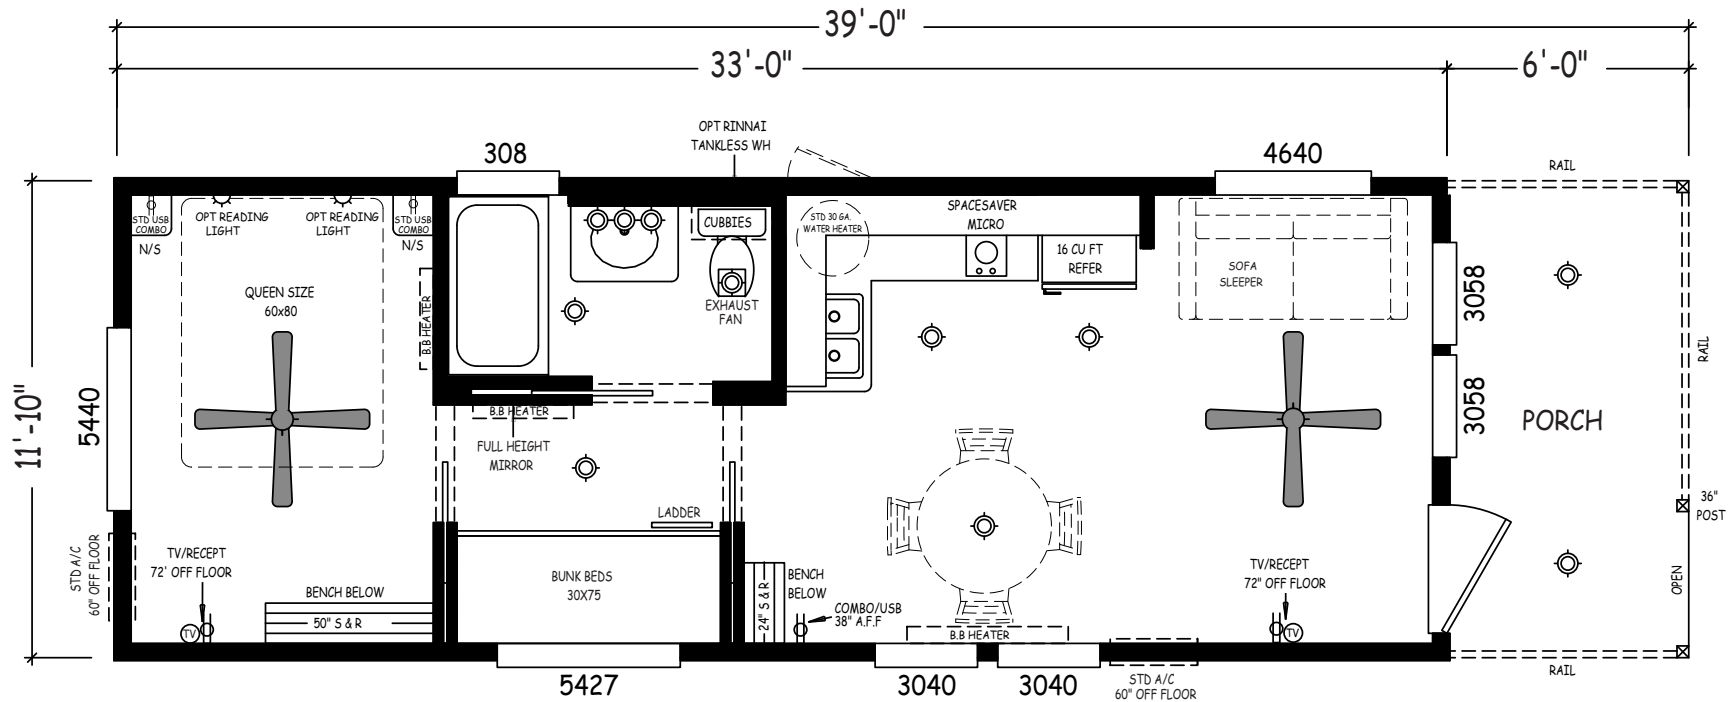 39'-0"
33'-0"
6'-0"
OPT RINNAI
TANKLESS WH
308
4640
RAIL
STD USB
COMBO
N/S
OPT READING
LIGHT
OPT READING
LIGHT
STD USB
COMBO
N/S
CUBBIES
STD 30 GA.
WATER HEATER
SPACESAVER
MICRO
16 CU FT
REFER
SOFA
SLEEPER
QUEEN SIZE
60x80
B.B HEATER
EXHAUST
FAN
3058
3058
RAIL
11'-10"
5440
B.B HEATER
FULL HEIGHT
MIRROR
PORCH
LADDER
36"
POST
STD A/C
60" OFF FLOOR
TV/RECEPT
72' OFF FLOOR
TV
BENCH BELOW
50" S & R
BUNK BEDS
30X75
24" S & R
BENCH
BELOW
COMBO/USB
38" A.F.F
B.B HEATER
TV/RECEPT
72" OFF FLOOR
TV
OPEN
5427
3040
3040
STD A/C
60" OFF FLOOR
RAIL